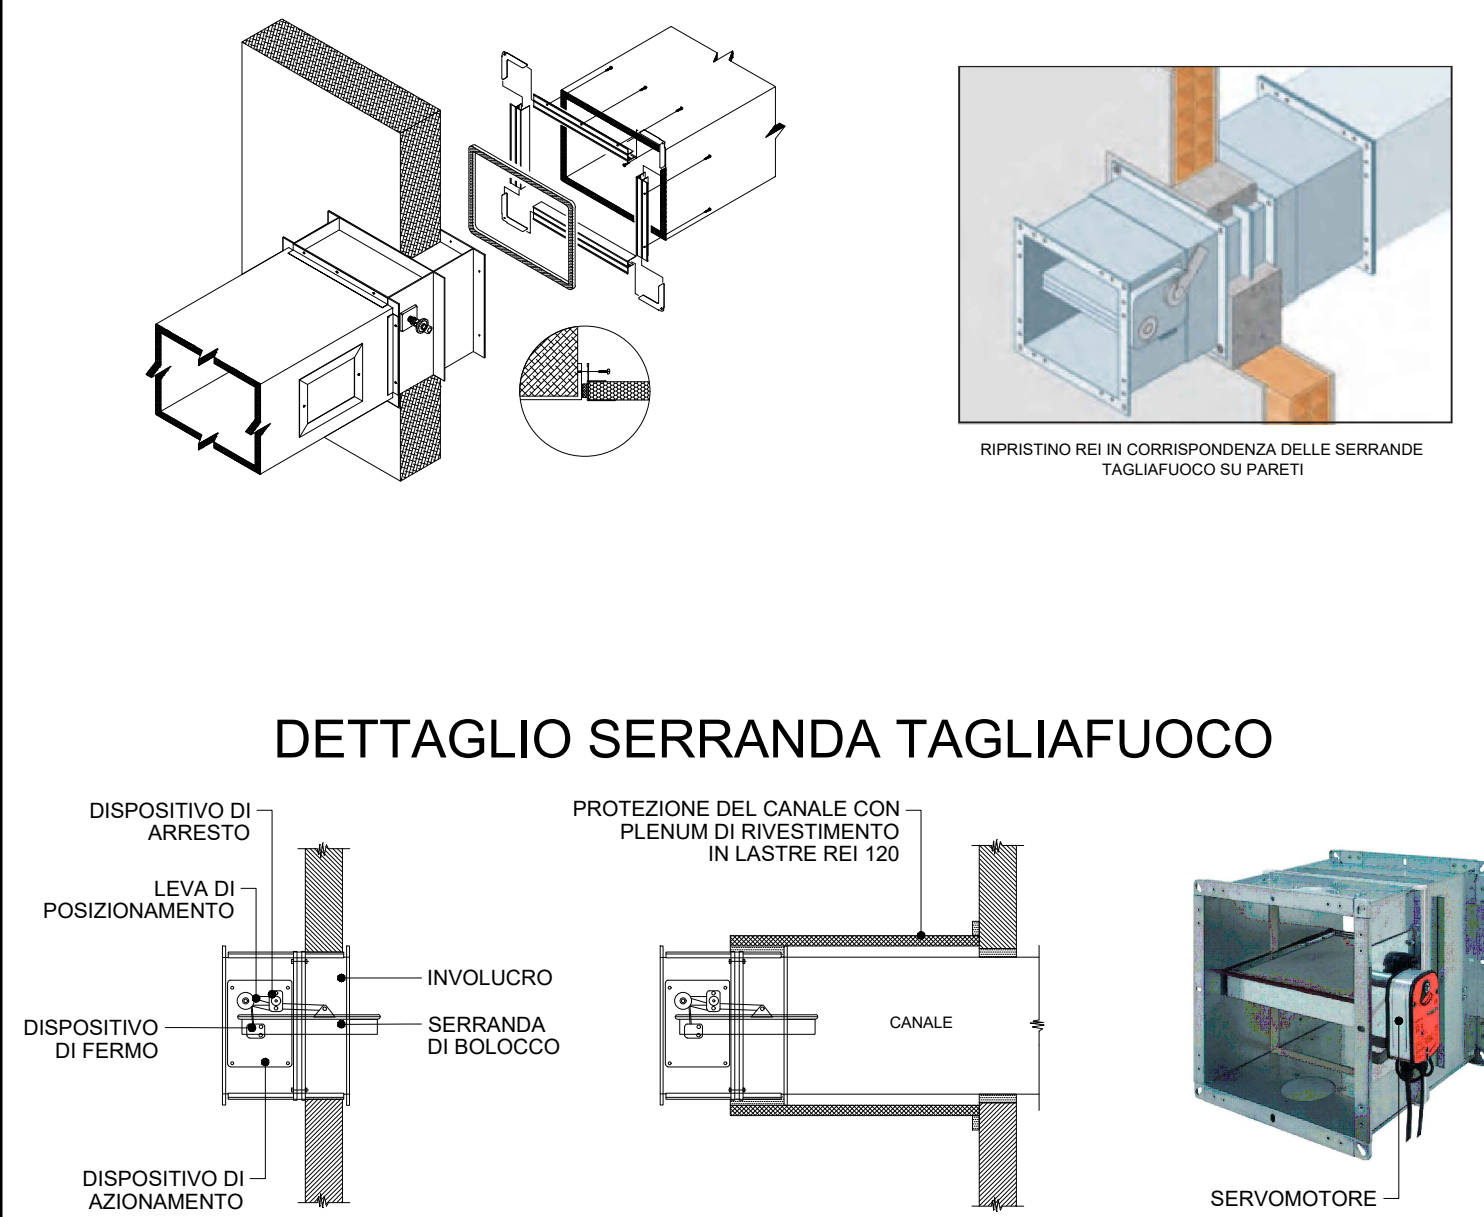 RIPRISTINO REI IN CORRISPONDENZA DELLE SERRANDE
TAGLIAFUOCO SU PARETI
DETTAGLIO SERRANDA TAGLIAFUOCO
DISPOSITIVO DI
ARRESTO
LEVA DI
POSIZIONAMENTO
DISPOSITIVO
DI FERMO
DISPOSITIVO DI
AZIONAMENTO
INVOLUCRO
SERRANDA
DI BOLOCCO
PROTEZIONE DEL CANALE CON
PLENUM DI RIVESTIMENTO
IN LASTRE REI 120
CANALE
SERVOMOTORE